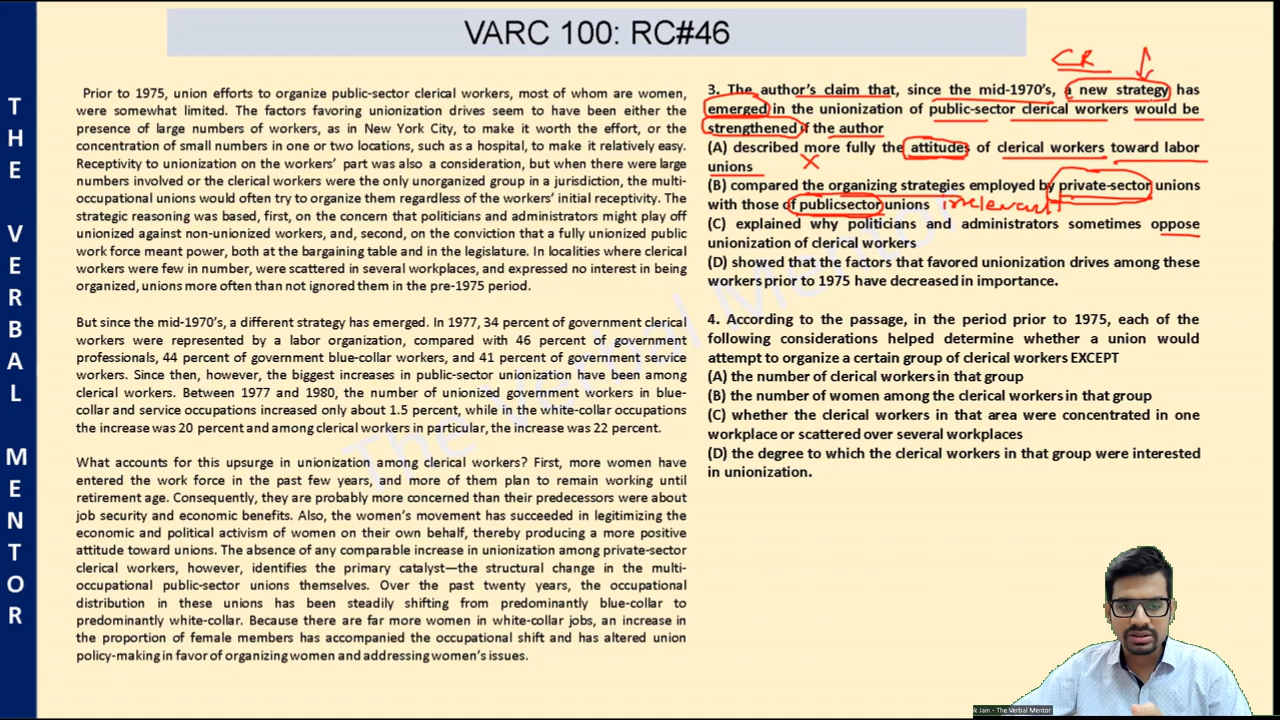 THE VERBAL MENTOR
VARC 100: RC#46
Prior to 1975, union efforts to organize public-sector clerical workers, most of whom are women,
were somewhat limited. The factors favoring unionization drives seem to have been either the
presence of large numbers of workers, as in New York City, to make it worth the effort, or the
concentration of small numbers in one or two locations, such as a hospital, to make it relatively easy.
Receptivity to unionization on the workers' part was also a consideration, but when there were large
numbers involved or the clerical workers were the only unorganized group in a jurisdiction, the multi-
occupational unions would often try to organize them regardless of the workers' initial receptivity. The
strategic reasoning was based, first, on the concern that politicians and administrators might play off
unionized against non-unionized workers, and, second, on the conviction that a fully unionized public
work force meant power, both at the bargaining table and in the legislature. In localities where clerical
workers were few in number, were scattered in several workplaces, and expressed no interest in being
organized, unions more often than not ignored them in the pre-1975 period.
But since the mid-1970's, a different strategy has emerged. In 1977, 34 percent of government clerical
workers were represented by a labor organization, compared with 46 percent of government
professionals, 44 percent of government blue-collar workers, and 41 percent of government service
workers. Since then, however, the biggest increases in public-sector unionization have been among
clerical workers. Between 1977 and 1980, the number of unionized government workers in blue-
collar and service occupations increased only about 1.5 percent, while in the white-collar occupations
the increase was 20 percent and among clerical workers in particular, the increase was 22 percent.
What accounts for this upsurge in unionization among clerical workers? First, more women have
entered the work force in the past few years, and more of them plan to remain working until
retirement age. Consequently, they are probably more concerned than their predecessors were about
job security and economic benefits. Also, the women's movement has succeeded in legitimizing the
economic and political activism of women on their own behalf, thereby producing a more positive
attitude toward unions. The absence of any comparable increase in unionization among private-sector
clerical workers, however, identifies the primary catalyst—the structural change in the multi-
occupational public-sector unions themselves. Over the past twenty years, the occupational
distribution in these unions has been steadily shifting from predominantly blue-collar to
predominantly white-collar. Because there are far more women in white-collar jobs, an increase in
the proportion of female members has accompanied the occupational shift and has altered union
policy-making in favor of organizing women and addressing women's issues.
CR
3. The author's claim that, since the mid-1970's, a new strategy has
emerged in the unionization of public-sector clerical workers would be
strengthened if the author
(A) described more fully the attitudes of clerical workers toward labor
unions
(B) compared the organizing strategies employed by private-sector unions
with those of publicsector unions irrelevant
(C) explained why politicians and administrators sometimes oppose
unionization of clerical workers
(D) showed that the factors that favored unionization drives among these
workers prior to 1975 have decreased in importance.
4. According to the passage, in the period prior to 1975, each of the
following considerations helped determine whether a union would
attempt to organize a certain group of clerical workers EXCEPT
(A) the number of clerical workers in that group
(B) the number of women among the clerical workers in that group
(C) whether the clerical workers in that area were concentrated in one
workplace or scattered over several workplaces
(D) the degree to which the clerical workers in that group were interested
in unionization.
The Verbal Mentor
Jain - The Verbal Mentor